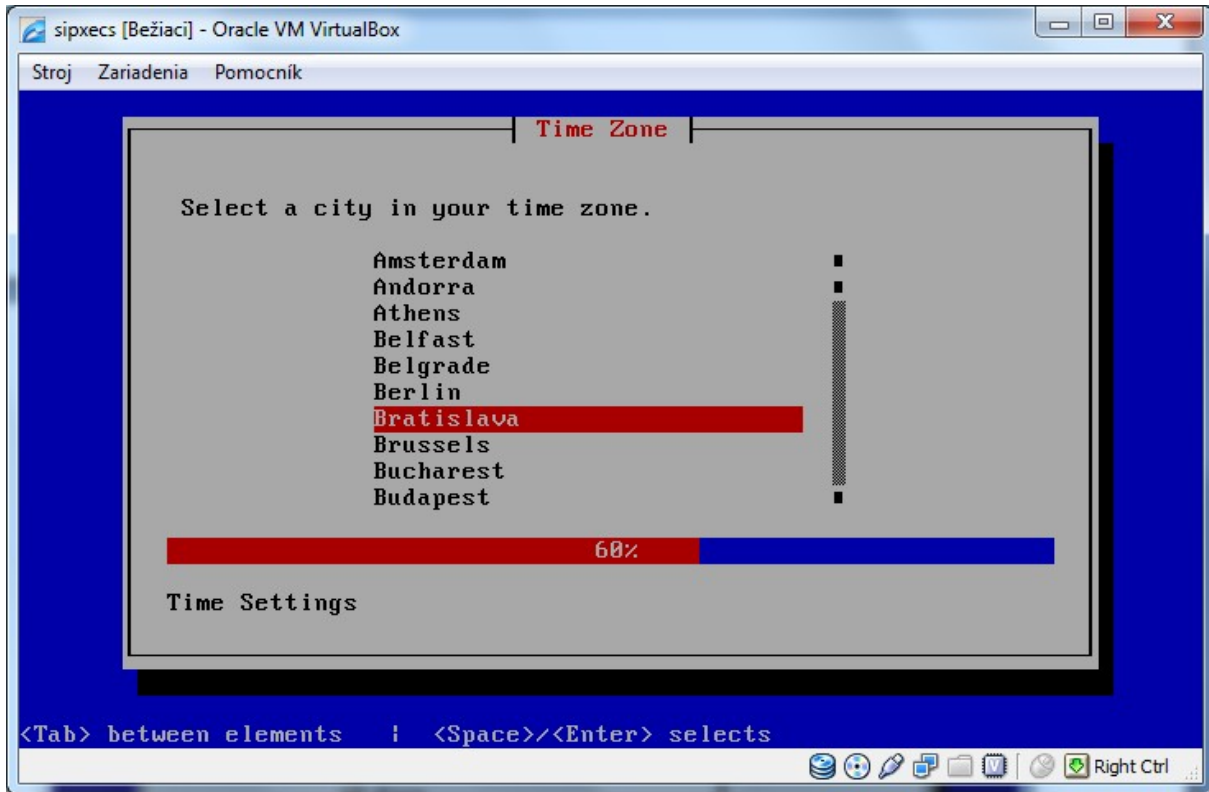 sipxecs [Bežiaci] - Oracle VM VirtualBox
Stroj Zariadenia Pomocník
Time Zone
Select a city in your time zone.
Amsterdam
Andorra
Athens
Belfast
Belgrade
Berlin
Bratislava
Brussels
Bucharest
Budapest
60%
Time Settings
<Tab> between elements | <Space>/<Enter> selects
Right Ctrl